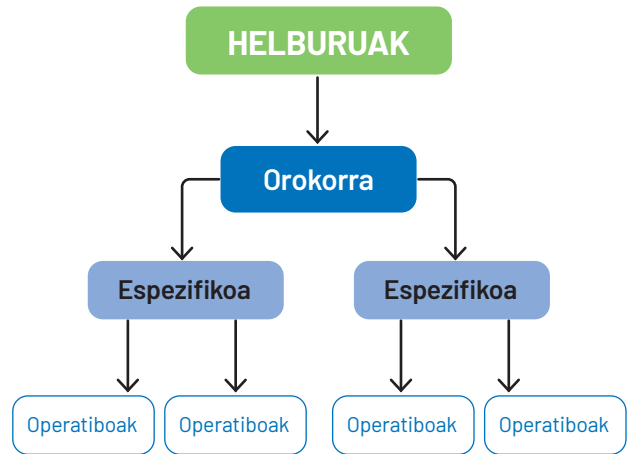 HELBURUAK
Orokorra
Espezifikoa
Espezifikoa
Operatiboak
Operatiboak
Operatiboak
Operatiboak